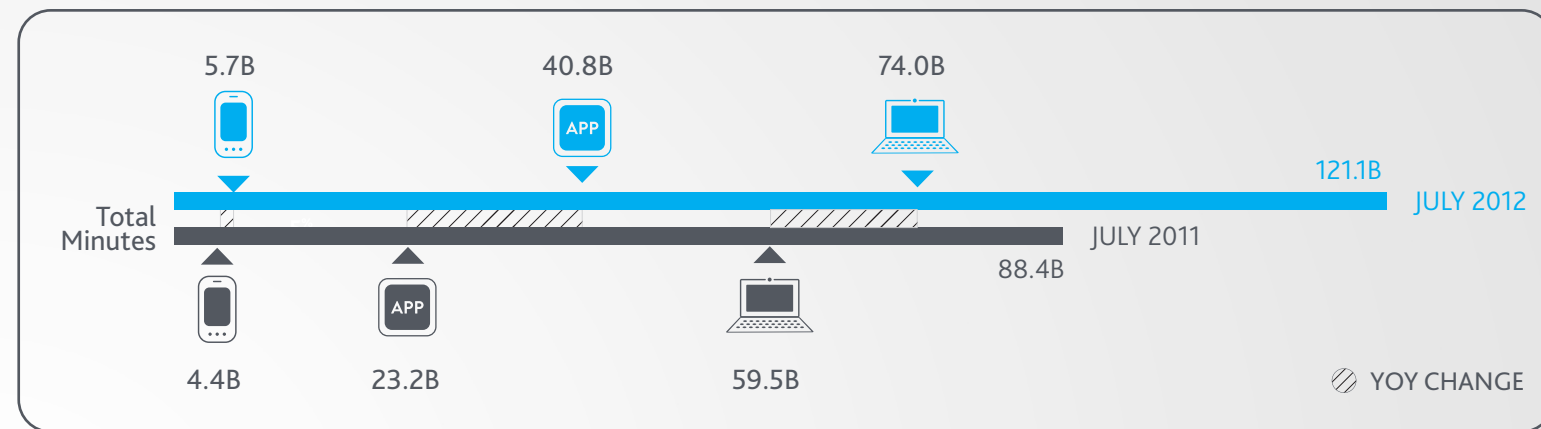 5.7B
40.8B
74.0B
APP
121.1B
JULY 2012
Total
Minutes
JULY 2011
88.4B
APP
4.4B
23.2B
59.5B
YOY CHANGE